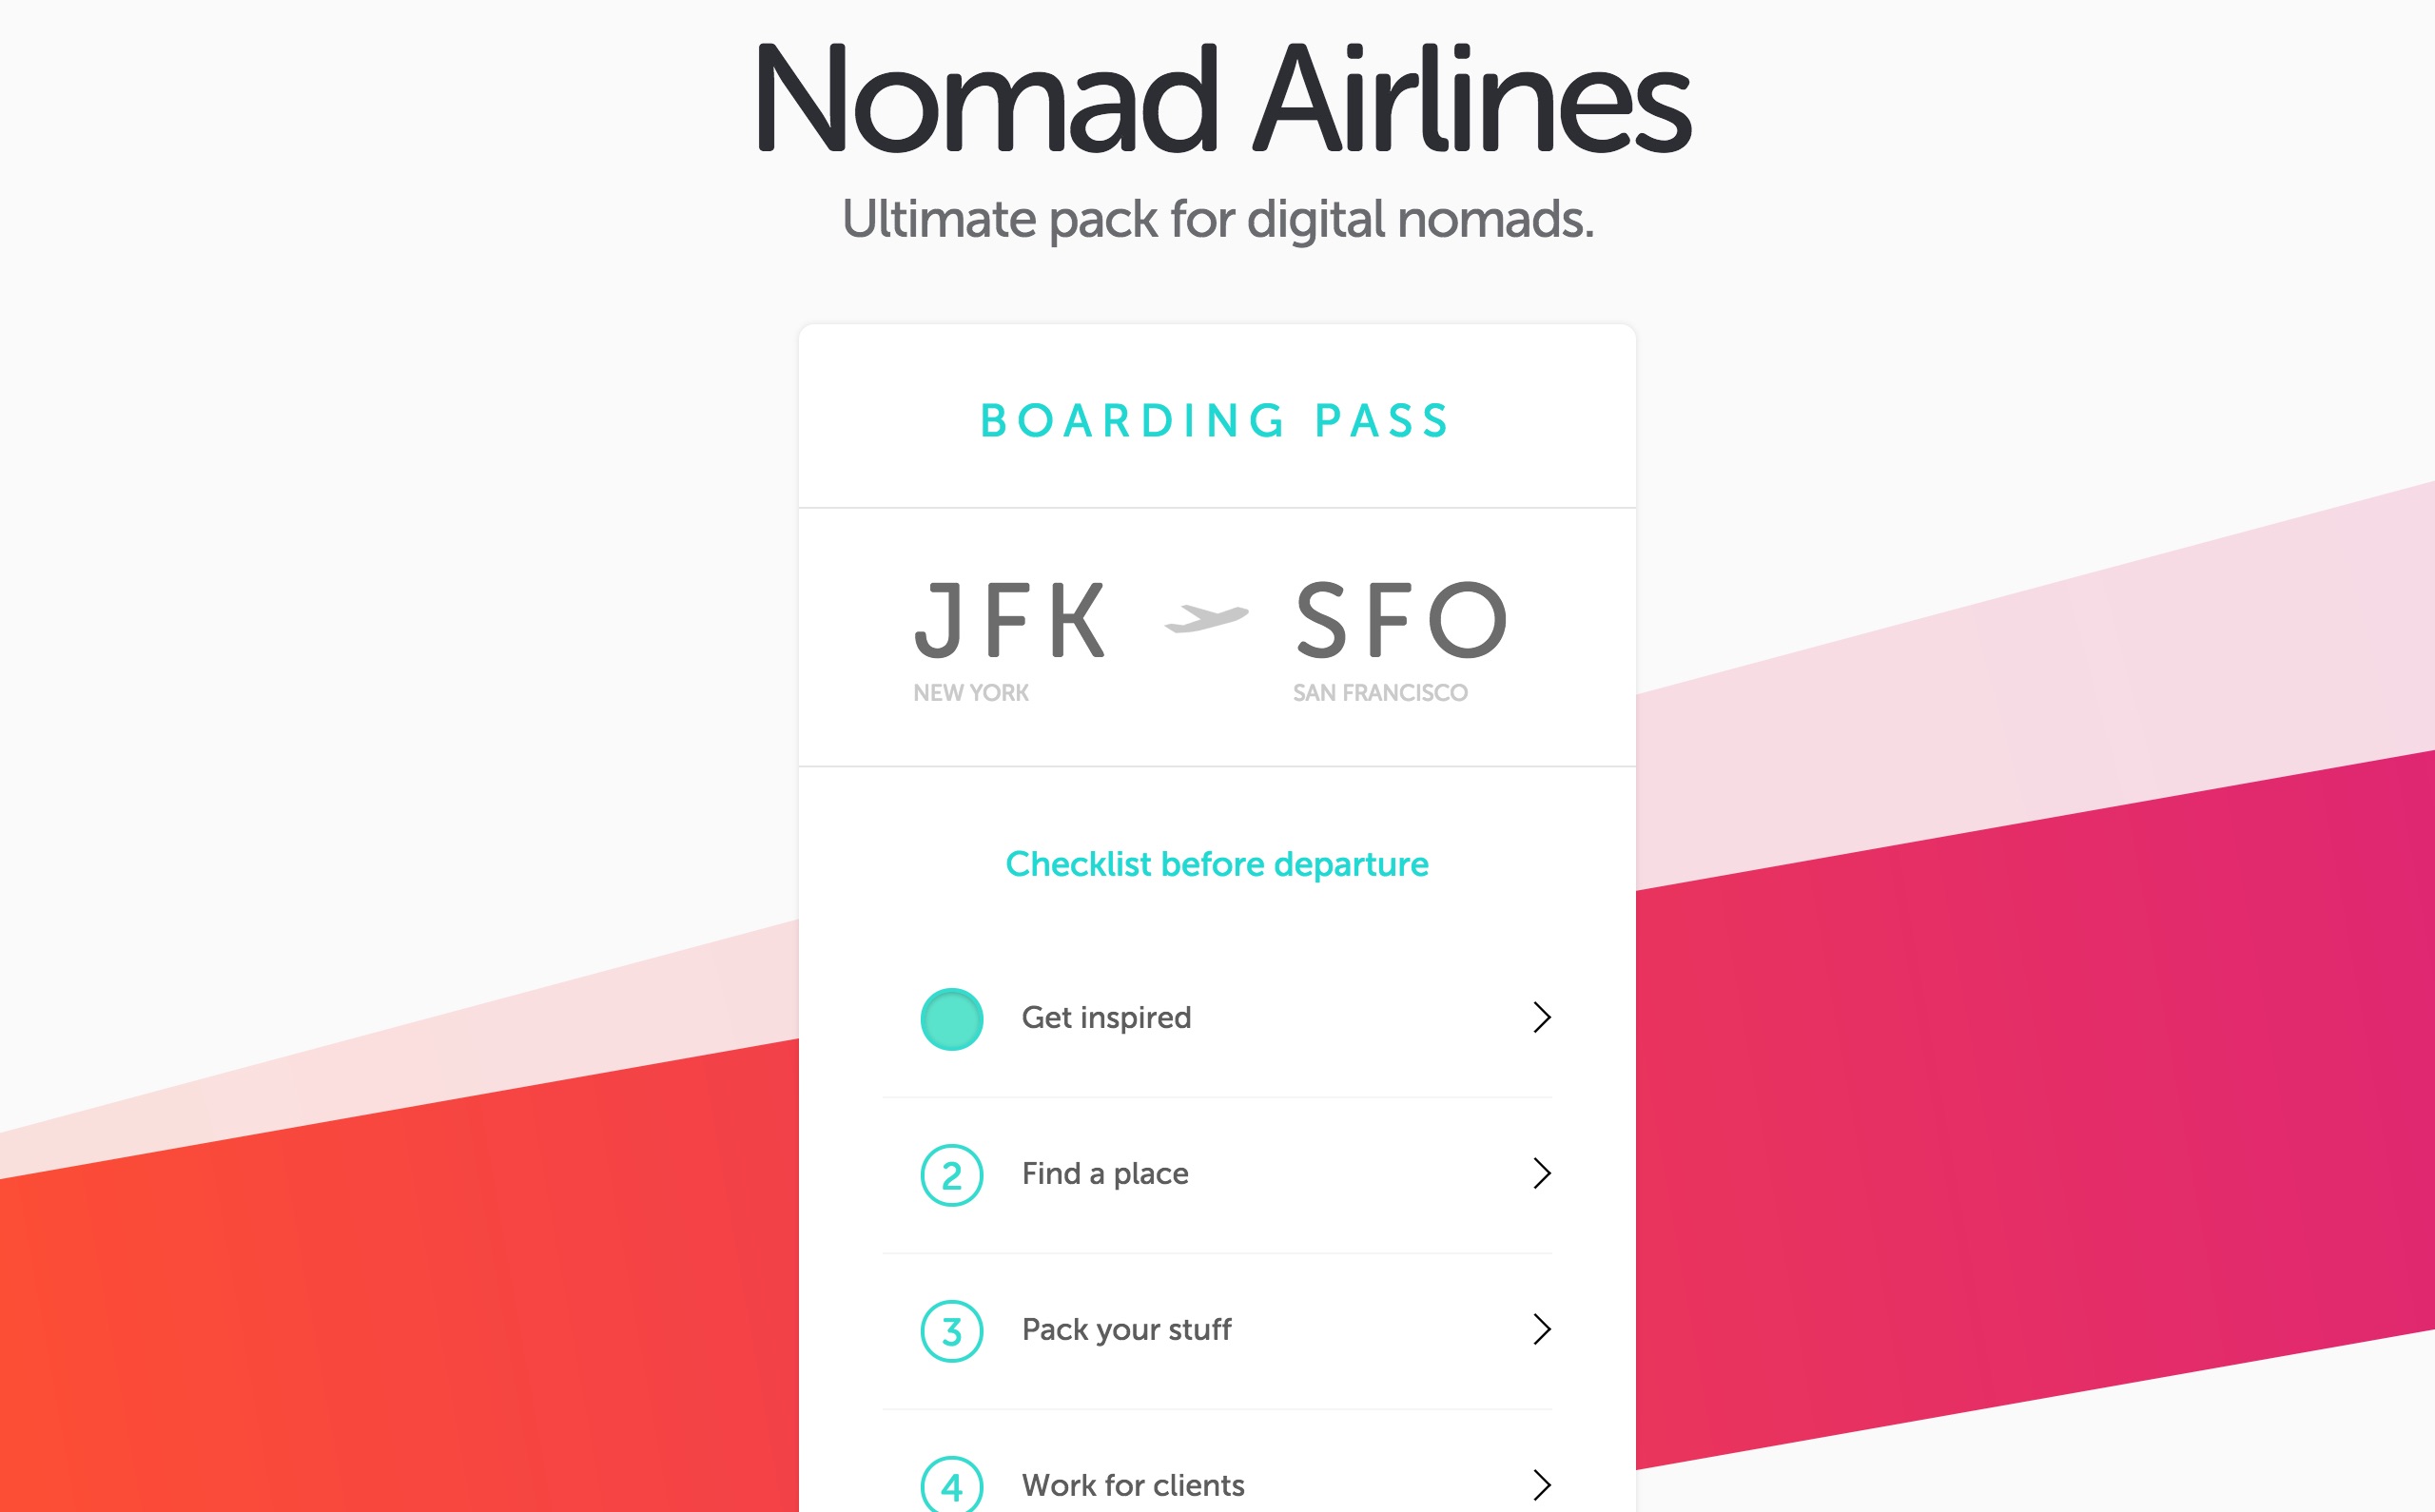 Nomad Airlines
Ultimate pack for digital nomads.
BOARDING PASS
JFK SFO
NEW YORK SAN FRANCISCO
Checklist before departure
Get inspired
2 Find a place
3 Pack your stuff
4 Work for clients